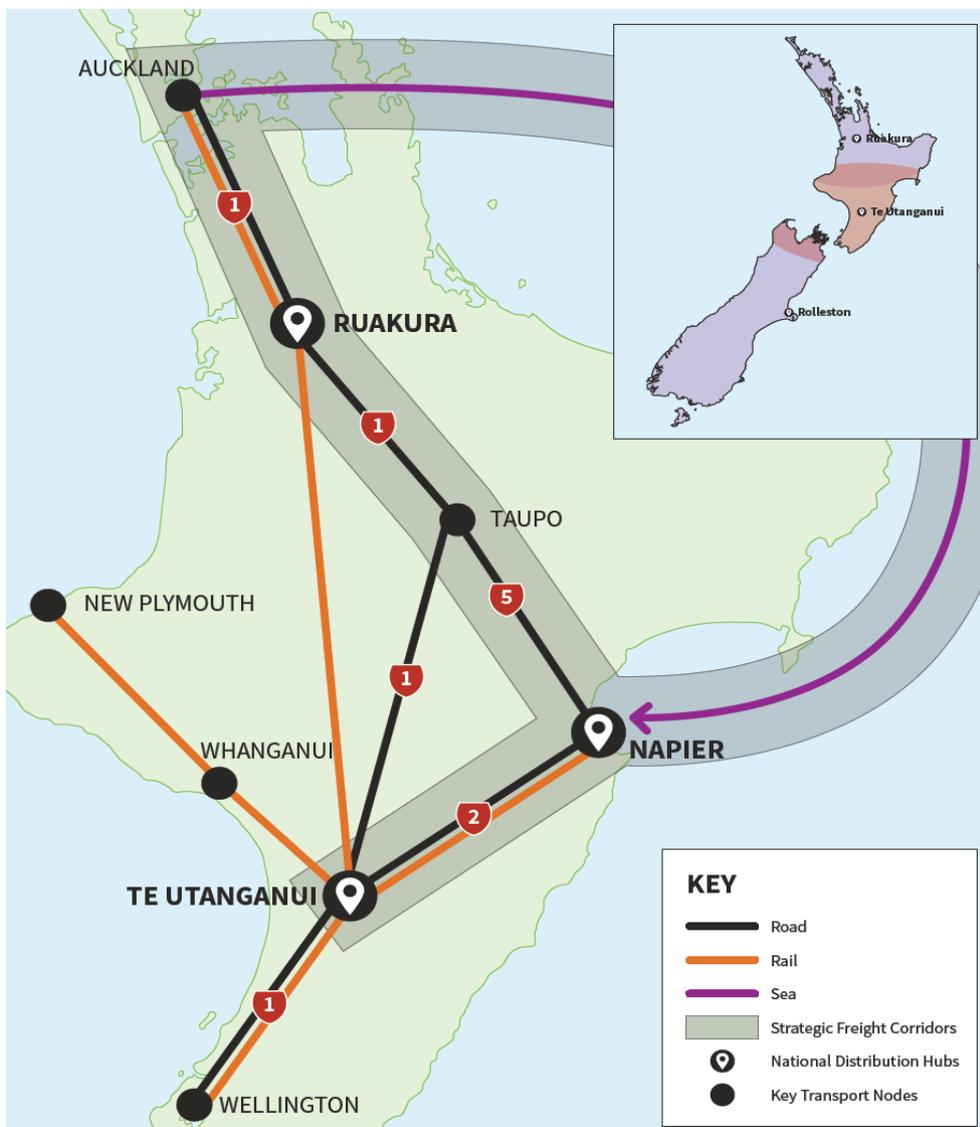 AUCKLAND
1
RUAKURA
1
TAUPO
5
NEW PLYMOUTH
1
WHANGANUI
NAPIER
2
TE UTANGANUI
1
WELLINGTON
Ruakura
Te Utanganui
Rolleston
KEY
Road
Rail
Sea
Strategic Freight Corridors
National Distribution Hubs
Key Transport Nodes